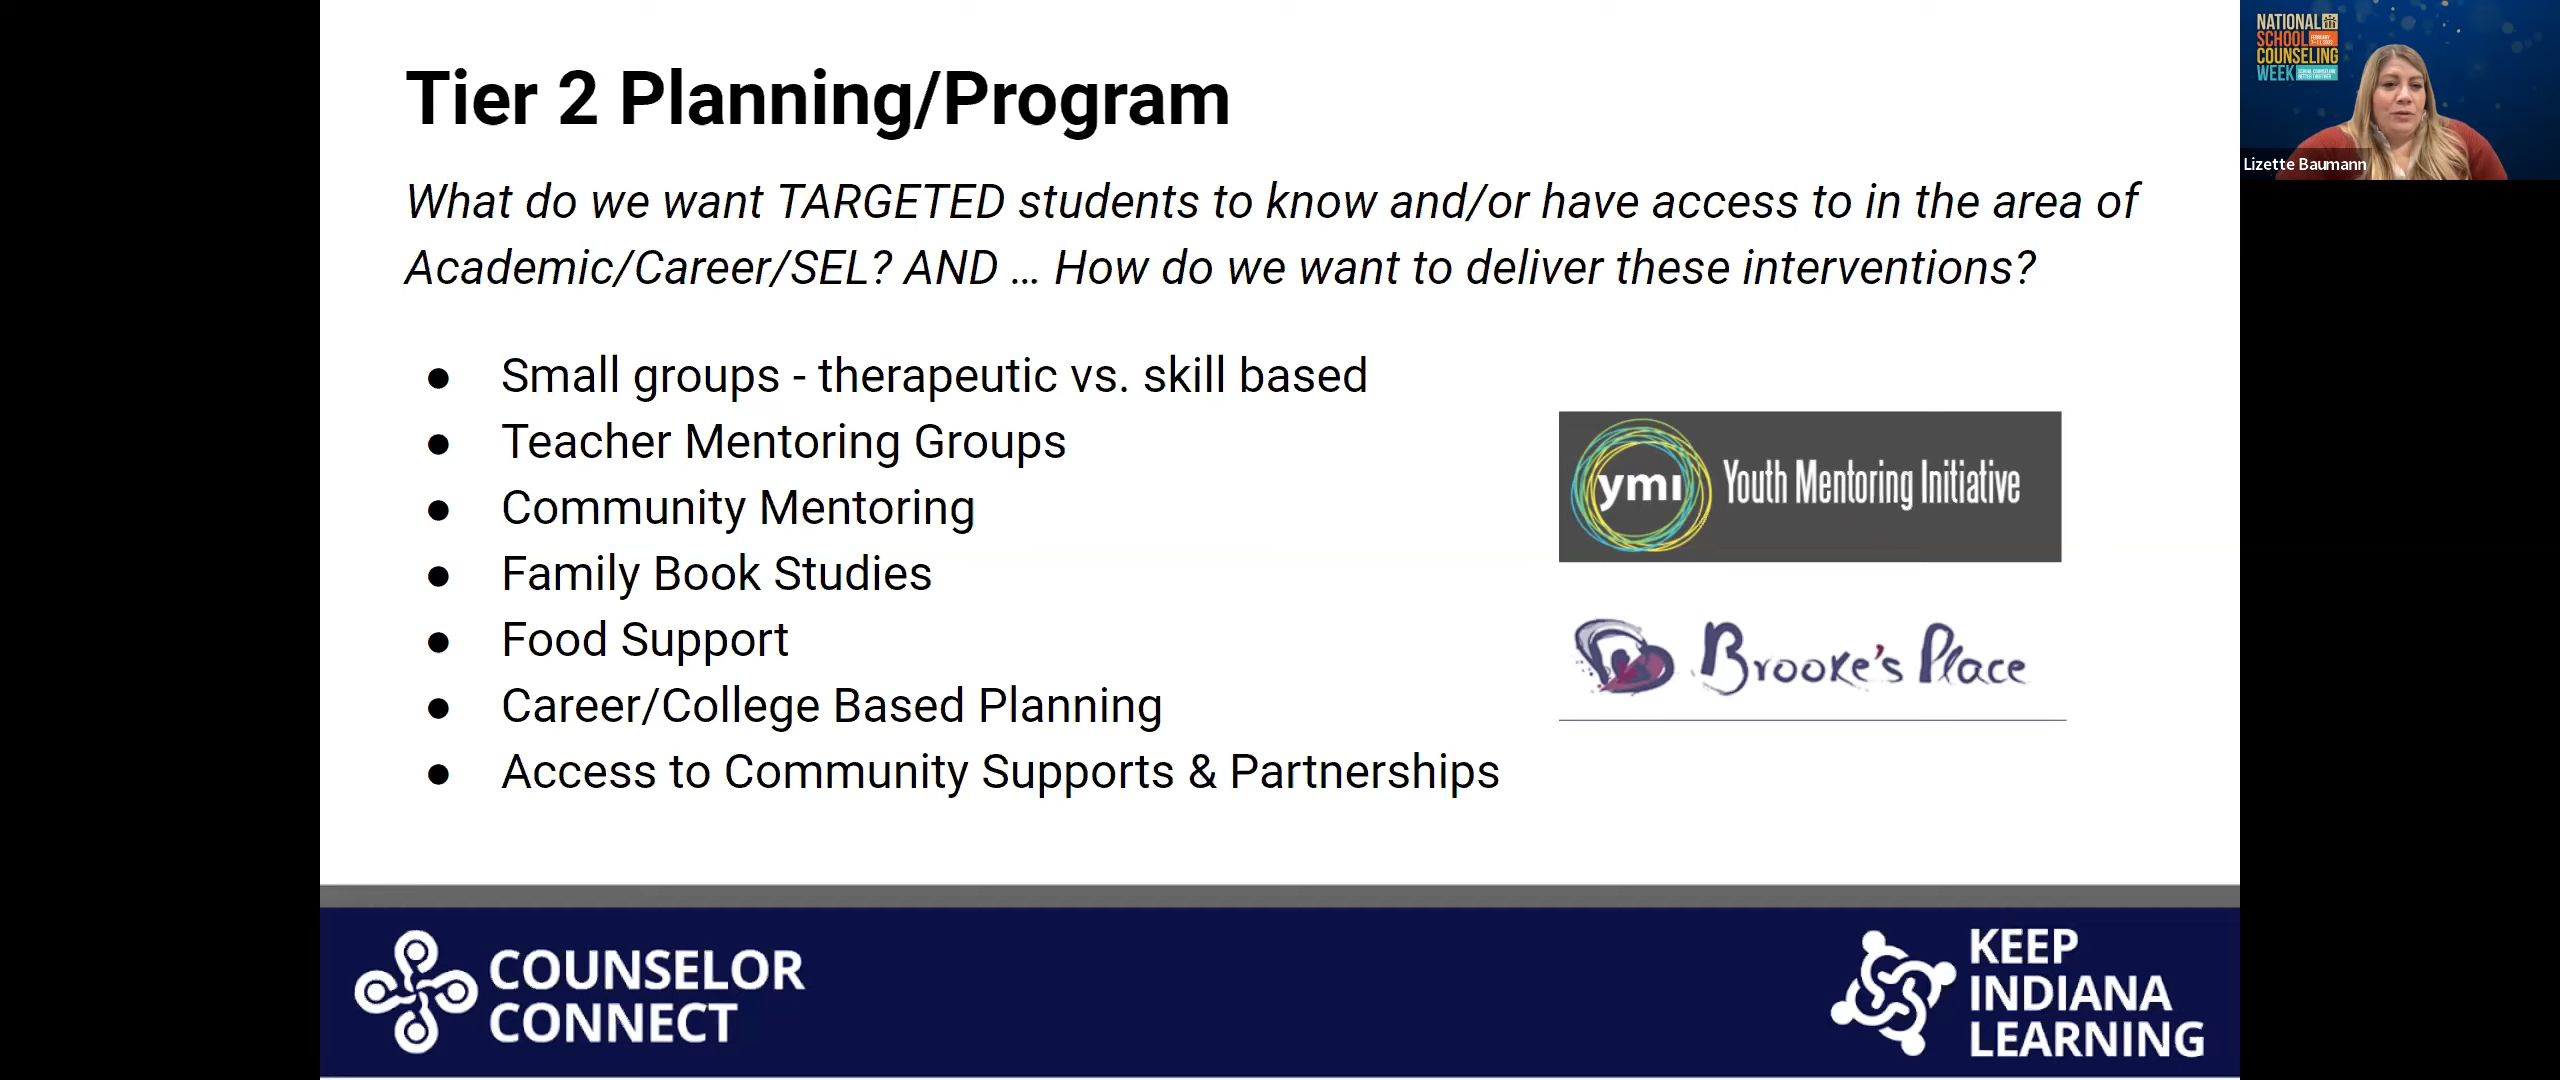 Tier 2 Planning/Program
What do we want TARGETED students to know and/or have access to in the area of
Academic/Career/SEL? AND ... How do we want to deliver these interventions?
● Small groups - therapeutic vs. skill based
● Teacher Mentoring Groups
● Community Mentoring
● Family Book Studies
● Food Support
● Career/College Based Planning
● Access to Community Supports & Partnerships
ymi Youth Mentoring Initiative
Brooke's Place
COUNSELOR
CONNECT
KEEP
INDIANA
LEARNING
NATIONAL
SCHOOL
COUNSELING
WEEK
Lizette Baumann